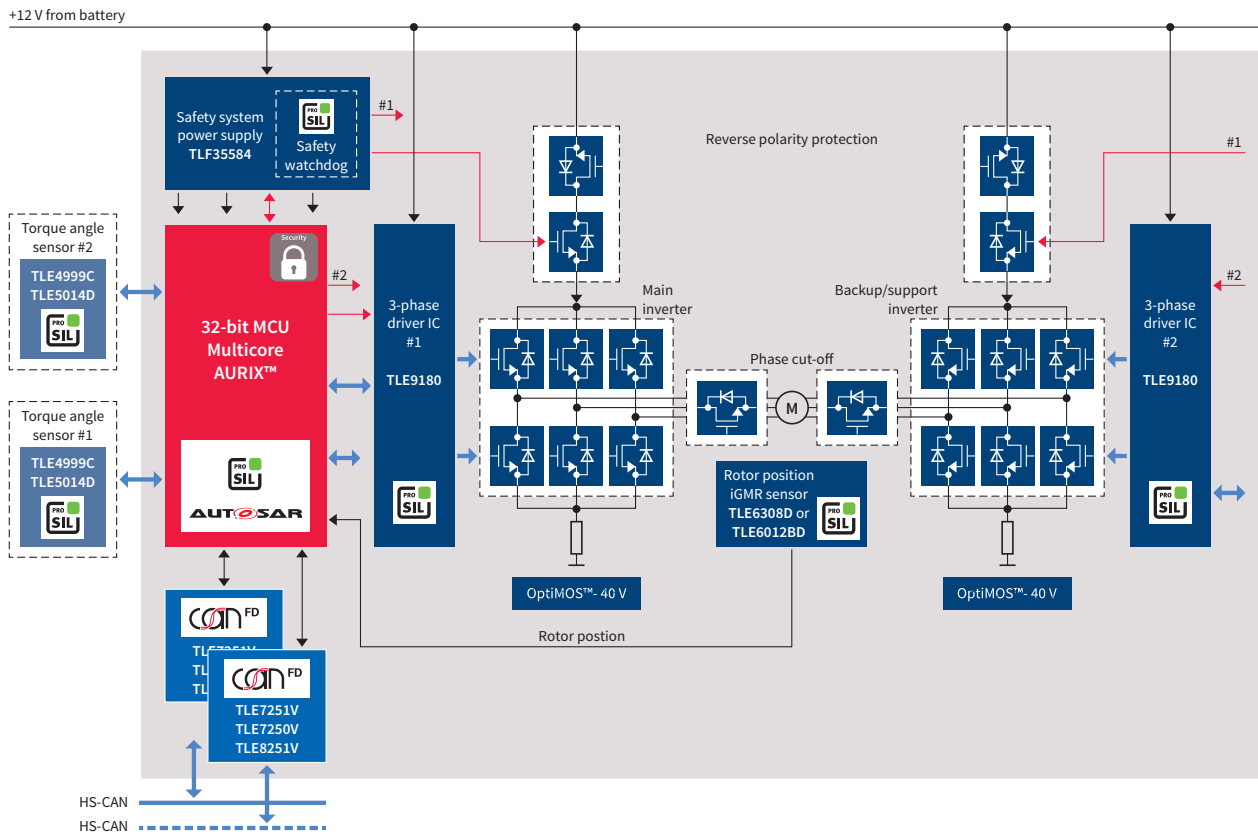 +12 V from battery
Safety system
power supply
TLF35584
PRO
SIL
Safety
watchdog
#1
Reverse polarity protection
#1
Torque angle
sensor #2
TLE4999C
TLE5014D
PRO
SIL
Security
#2
32-bit MCU
Multicore
AURIX™
PRO
SIL
AUTOSAR
3-phase
driver IC
#1
TLE9180
PRO
SIL
Main
inverter
Backup/support
inverter
Phase cut-off
M
#2
3-phase
driver IC
#2
TLE9180
PRO
SIL
Torque angle
sensor #1
TLE4999C
TLE5014D
PRO
SIL
Rotor position
iGMR sensor
TLE6308D or
TLE6012BD
PRO
SIL
OptiMOS™- 40 V
OptiMOS™- 40 V
Rotor postion
CAN FD
TLE7251V
TL
TL
CAN FD
TLE7251V
TLE7250V
TLE8251V
HS-CAN
HS-CAN